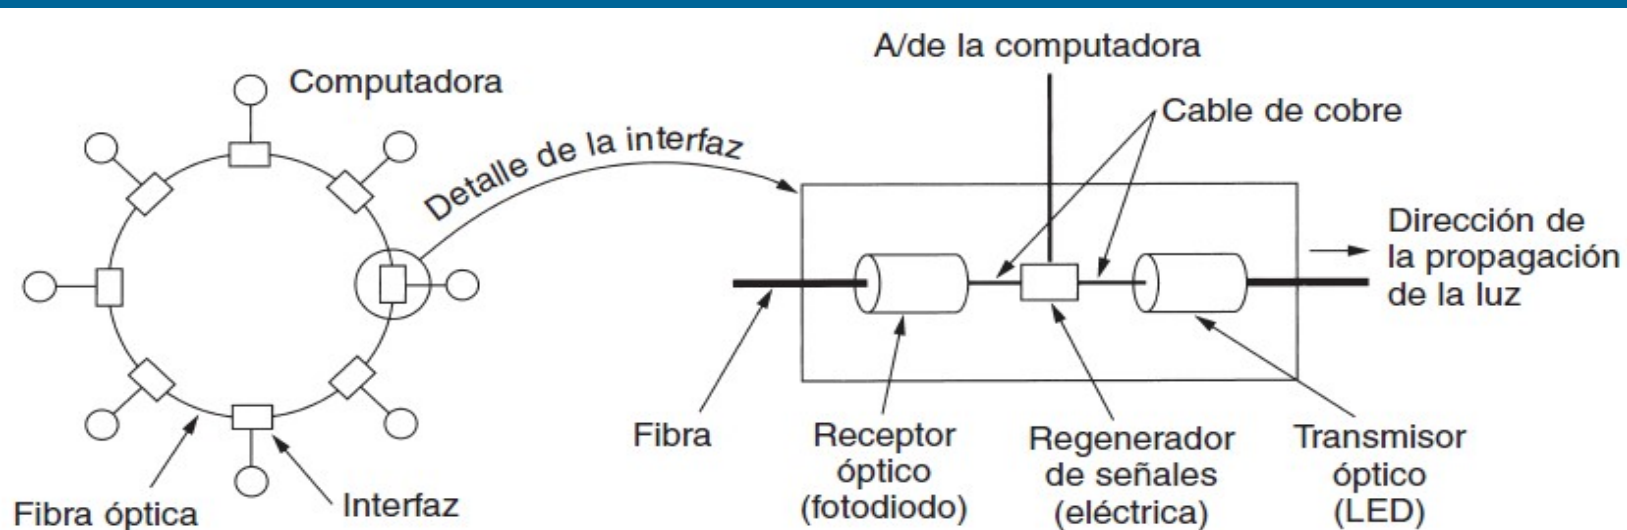 Computadora
Detalle de la interfaz
Fibra óptica
Interfaz
A/de la computadora
Cable de cobre
Dirección de
la propagación
de la luz
Fibra
Receptor
óptico
(fotodiodo)
Regenerador
de señales
(eléctrica)
Transmisor
óptico
(LED)